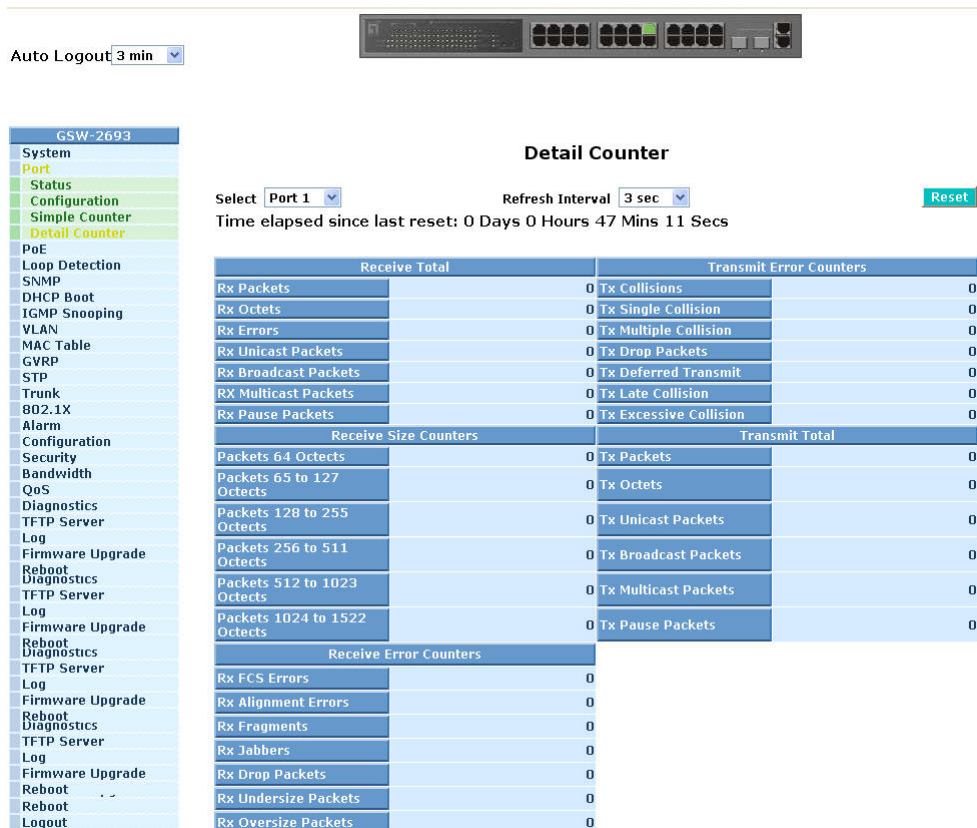 Auto Logout 3 min
GSW-2693
System
Port
Status
Configuration
Simple Counter
Detail Counter
PoE
Loop Detection
SNMP
DHCP Boot
IGMP Snooping
VLAN
MAC Table
GVRP
STP
Trunk
802.1X
Alarm
Configuration
Security
Bandwidth
QoS
Diagnostics
TFTP Server
Log
Firmware Upgrade
Reboot
Diagnostics
TFTP Server
Log
Firmware Upgrade
Reboot
Diagnostics
TFTP Server
Log
Firmware Upgrade
Reboot
Diagnostics
TFTP Server
Log
Firmware Upgrade
Reboot
Reboot
Logout
Detail Counter
Select Port 1 Refresh Interval 3 sec Reset
Time elapsed since last reset: 0 Days 0 Hours 47 Mins 11 Secs
Receive Total Transmit Error Counters
Rx Packets 0 Tx Collisions 0
Rx Octets 0 Tx Single Collision 0
Rx Errors 0 Tx Multiple Collision 0
Rx Unicast Packets 0 Tx Drop Packets 0
Rx Broadcast Packets 0 Tx Deferred Transmit 0
RX Multicast Packets 0 Tx Late Collision 0
Rx Pause Packets 0 Tx Excessive Collision 0
Receive Size Counters Transmit Total
Packets 64 Octects 0 Tx Packets 0
Packets 65 to 127
Octects 0 Tx Octets 0
Packets 128 to 255
Octects 0 Tx Unicast Packets 0
Packets 256 to 511
Octects 0 Tx Broadcast Packets 0
Packets 512 to 1023
Octects 0 Tx Multicast Packets 0
Packets 1024 to 1522
Octects 0 Tx Pause Packets 0
Receive Error Counters
Rx FCS Errors 0
Rx Alignment Errors 0
Rx Fragments 0
Rx Jabbers 0
Rx Drop Packets 0
Rx Undersize Packets 0
Rx Oversize Packets 0